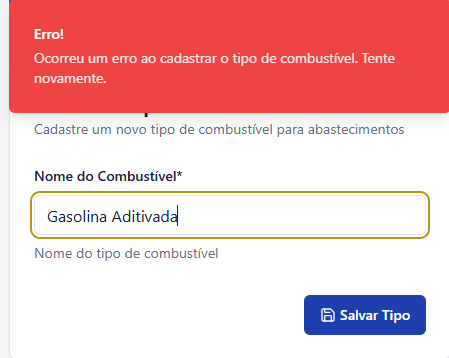 Erro!
Ocorreu um erro ao cadastrar o tipo de combustível. Tente
novamente.
Cadastre um novo tipo de combustível para abastecimentos
Nome do Combustível*
Gasolina Aditivada
Nome do tipo de combustível
Salvar Tipo